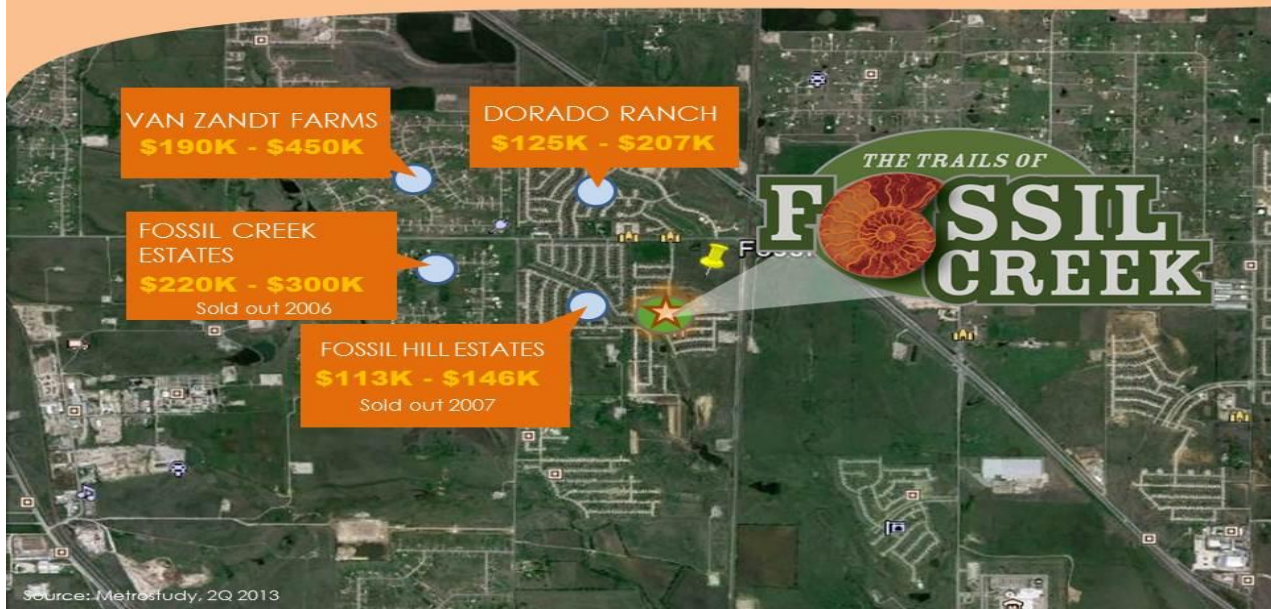 VAN ZANDT FARMS
$190K - $450K
DORADO RANCH
$125K - $207K
THE TRAILS OF
FOSSIL
CREEK
FOSSIL CREEK
ESTATES
$220K - $300K
Sold out 2006
FOSSIL HILL ESTATES
$113K - $146K
Sold out 2007
Source: Metrostudy, 2Q 2013